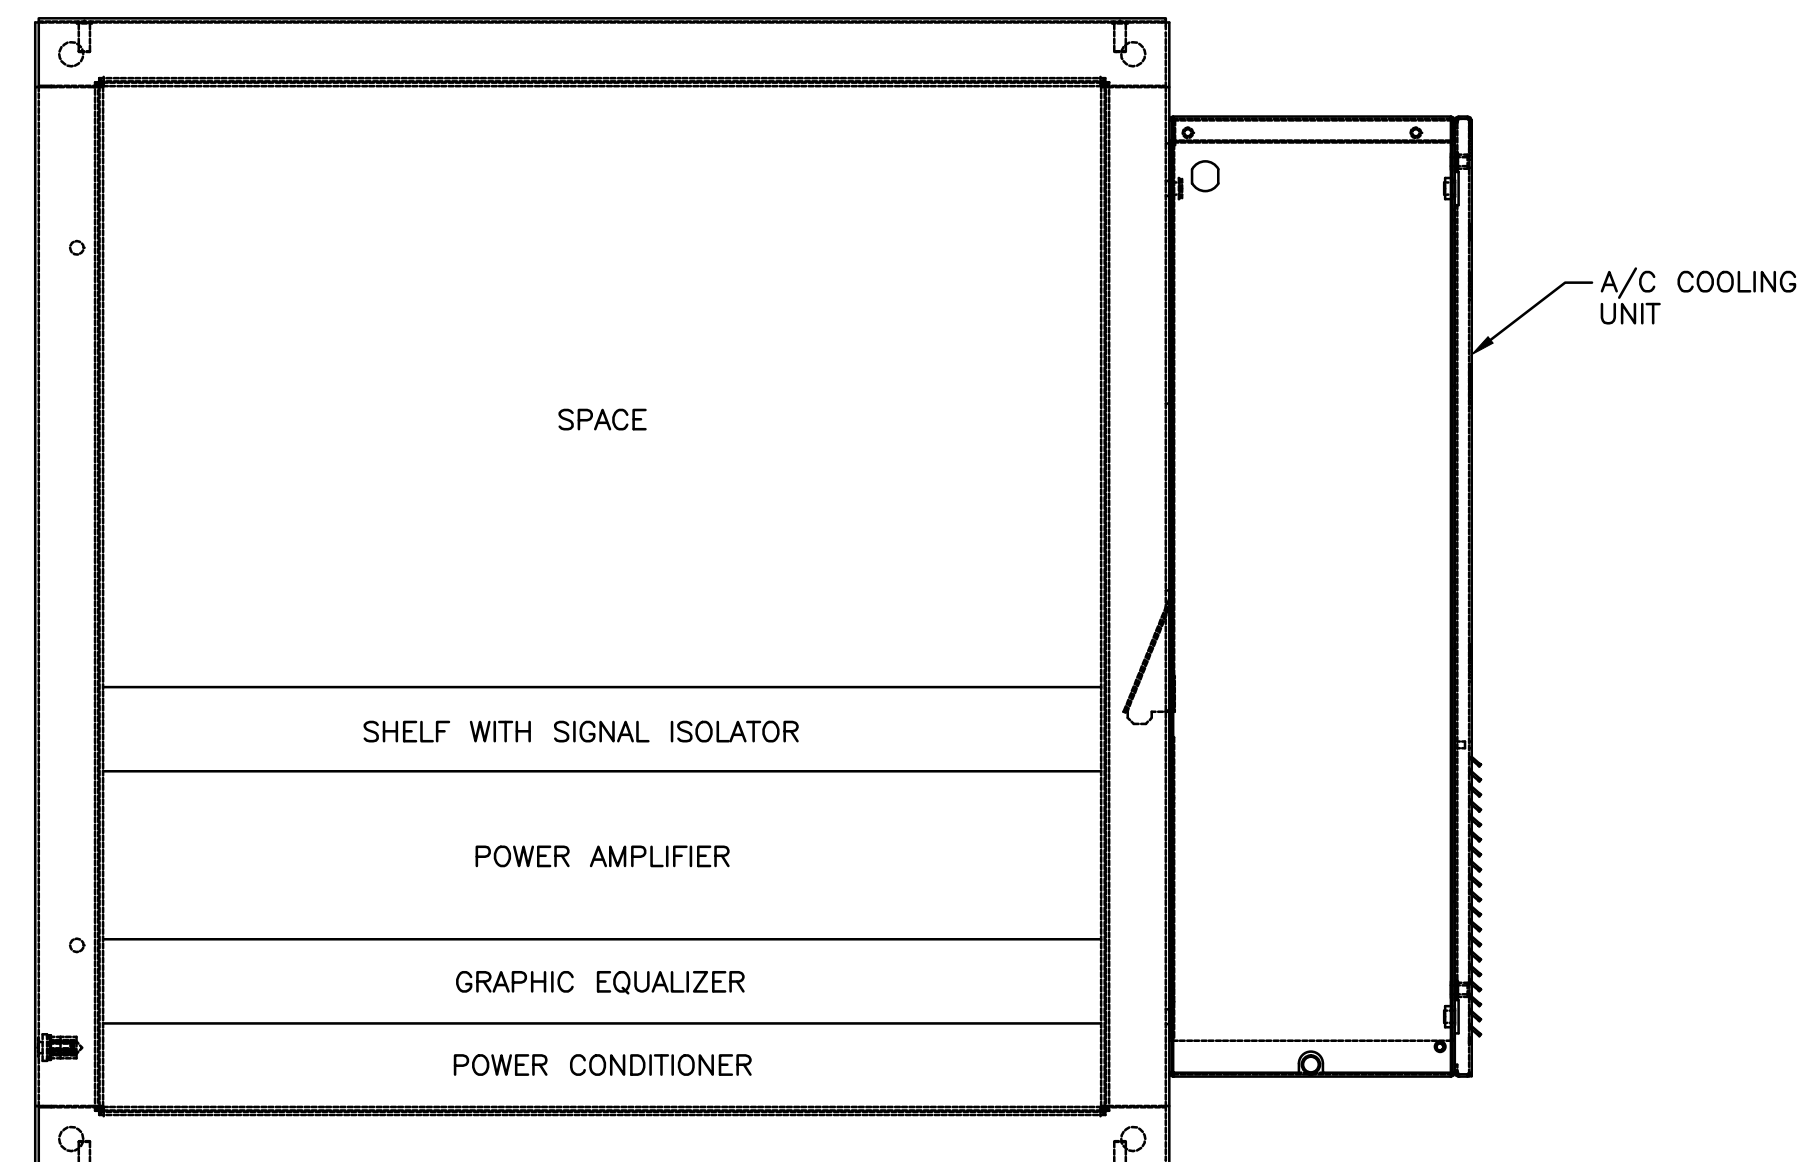 A/C COOLING
UNIT
SPACE
SHELF WITH SIGNAL ISOLATOR
POWER AMPLIFIER
GRAPHIC EQUALIZER
POWER CONDITIONER